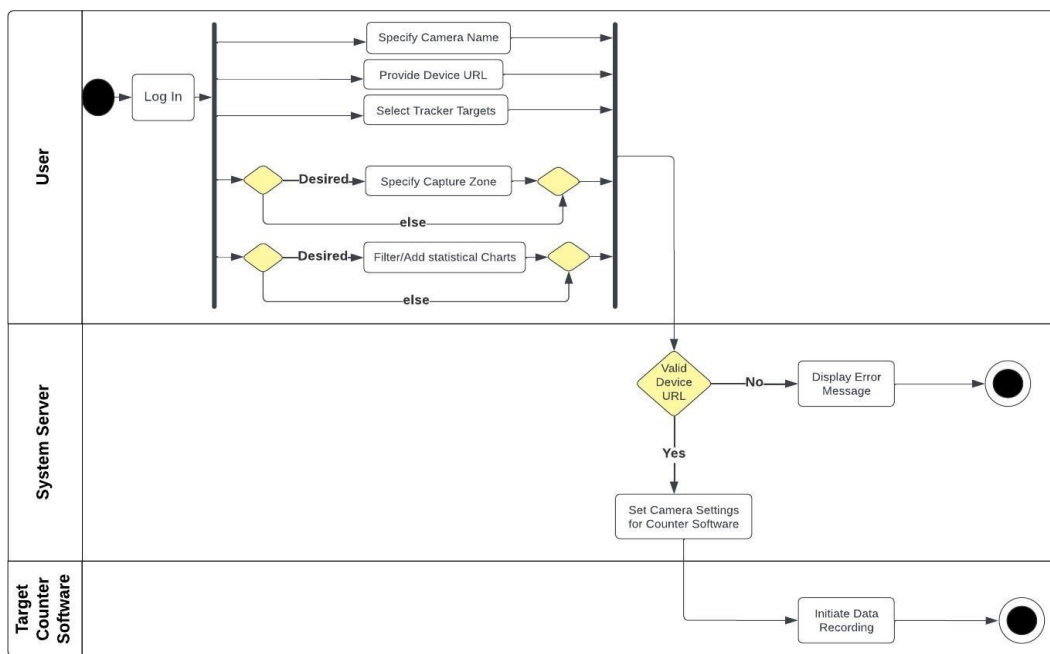 User
Log In
Specify Camera Name
Provide Device URL
Select Tracker Targets
Desired
Specify Capture Zone
else
Desired
Filter/Add statistical Charts
else
System Server
Valid
Device
URL
No
Display Error
Message
Yes
Set Camera Settings
for Counter Software
Target
Counter
Software
Initiate Data
Recording